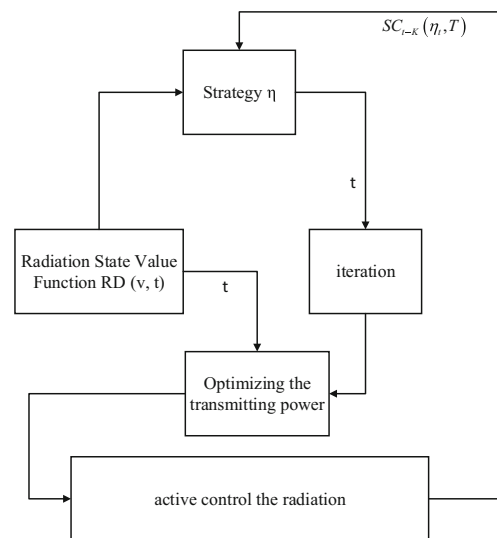 SC_{t-K}(η_t,T)
Strategy η
t
Radiation State Value
Function RD (v, t)
t
iteration
Optimizing the
transmitting power
active control the radiation